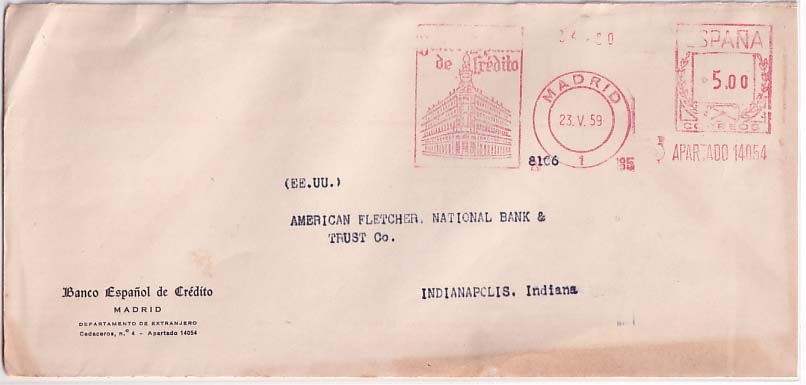 de Crédito
MADRID
23.V.59
1
ESPAÑA
5.00
CORREOS
APARTADO 14054
8106
(EE.UU.)
AMERICAN FLETCHER. NATIONAL BANK &
TRUST Co.
INDIANAPOLIS. Indiana
Banco Español de Crédito
MADRID
DEPARTAMENTO DE EXTRANJERO
Cedaceros, n.º 4 - Apartado 14054